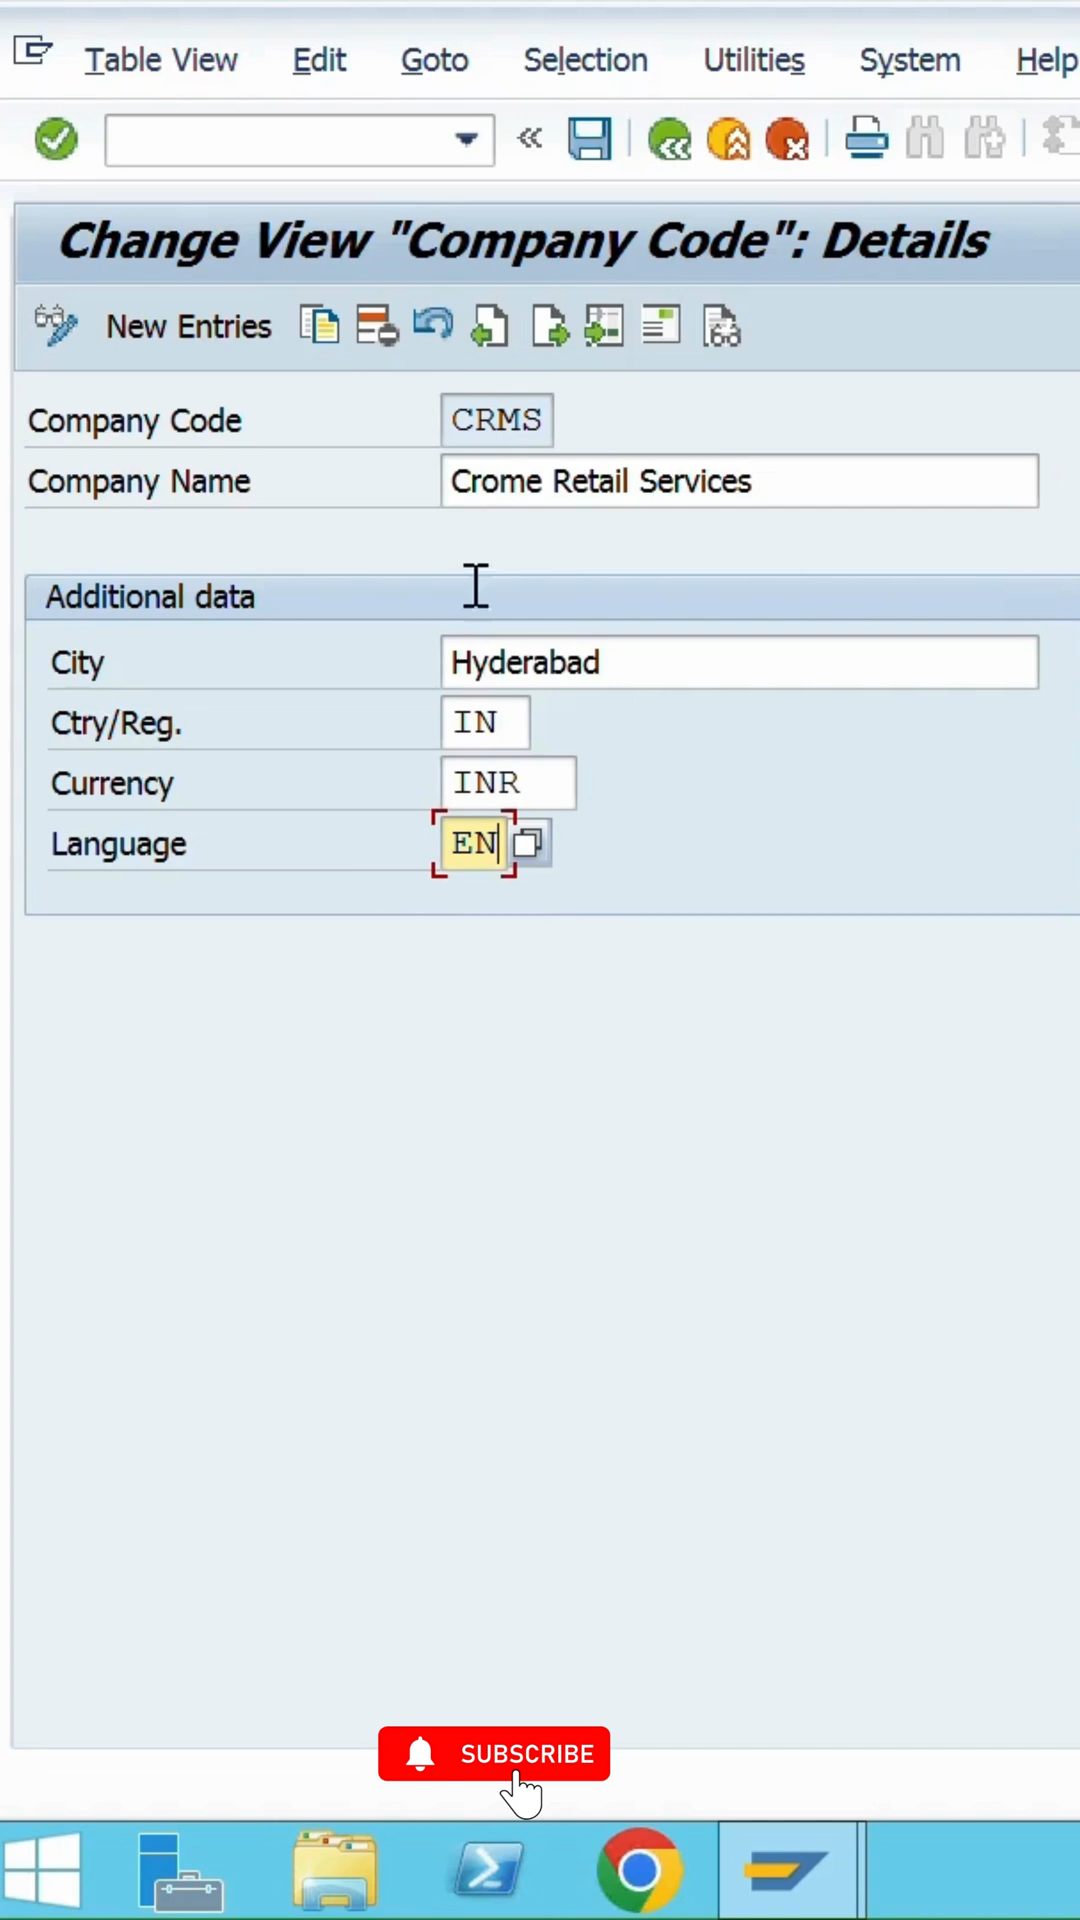 Table View Edit Goto Selection Utilities System Help
Change View "Company Code": Details
New Entries
Company Code CRMS
Company Name Crome Retail Services
Additional data
City Hyderabad
Ctry/Reg. IN
Currency INR
Language EN
SUBSCRIBE